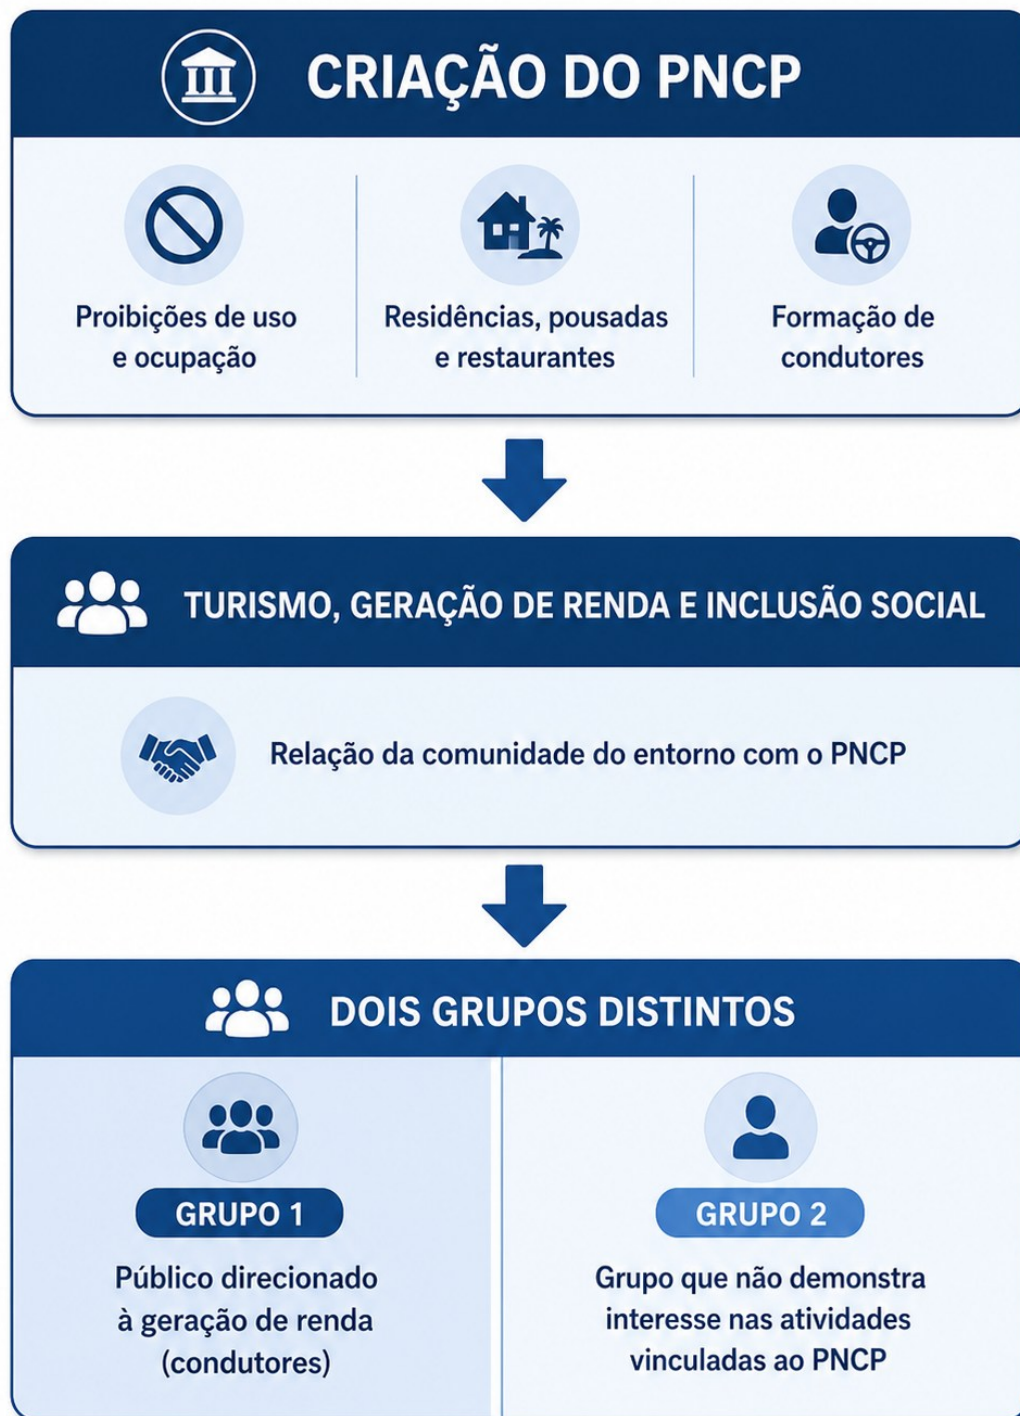 CRIAÇÃO DO PNCP
Proibições de uso
e ocupação
Residências, pousadas
e restaurantes
Formação de
condutores
TURISMO, GERAÇÃO DE RENDA E INCLUSÃO SOCIAL
Relação da comunidade do entorno com o PNCP
DOIS GRUPOS DISTINTOS
GRUPO 1
Público direcionado
à geração de renda
(condutores)
GRUPO 2
Grupo que não demonstra
interesse nas atividades
vinculadas ao PNCP